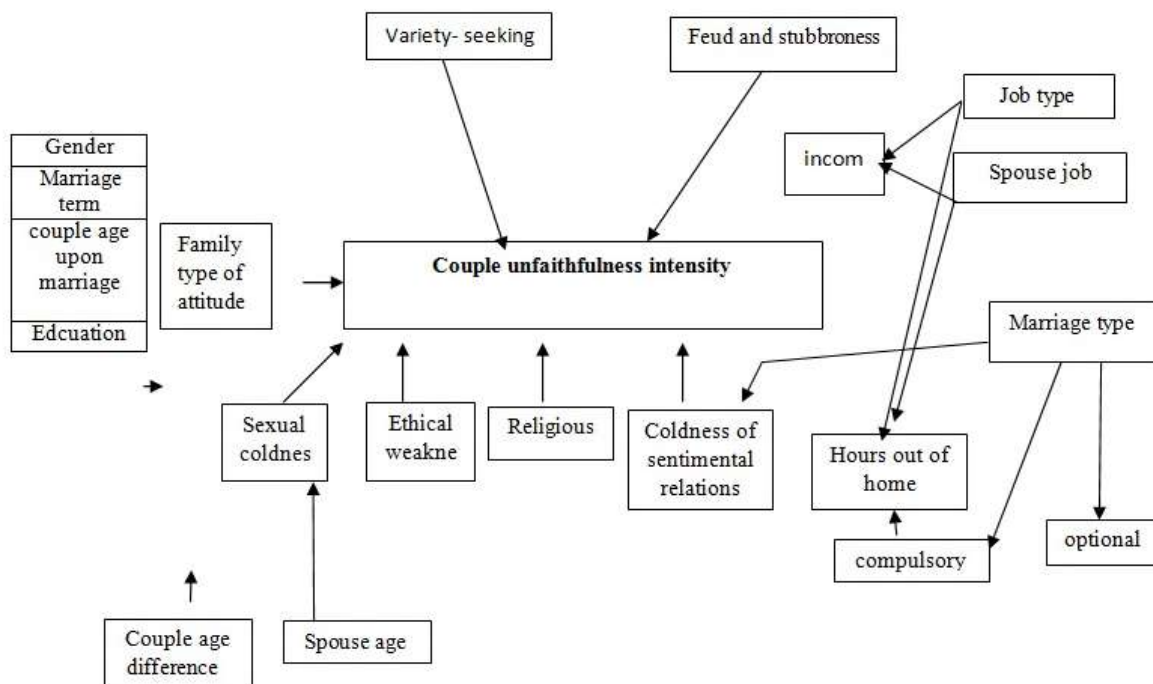 Variety- seeking
Feud and stubbroness
Job type
incom
Spouse job
Gender
Marriage
term
couple age
upon
marriage
Edcuation
Family
type of
attitude
Couple unfaithfulness intensity
Marriage type
Sexual
coldnes
Ethical
weakne
Religious
Coldness of
sentimental
relations
Hours out of
home
optional
compulsory
Couple age
difference
Spouse age